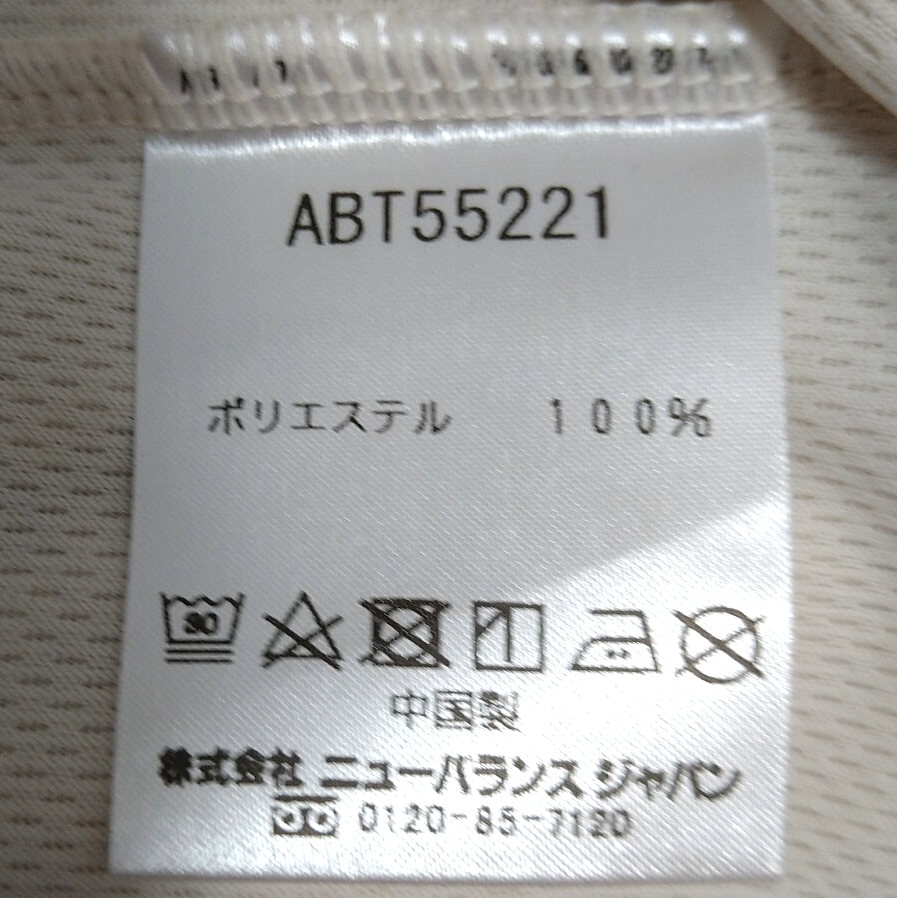 ABT55221
ポリエステル　１００％
30
中国製
株式会社 ニューバランス ジャパン
0120-85-7120